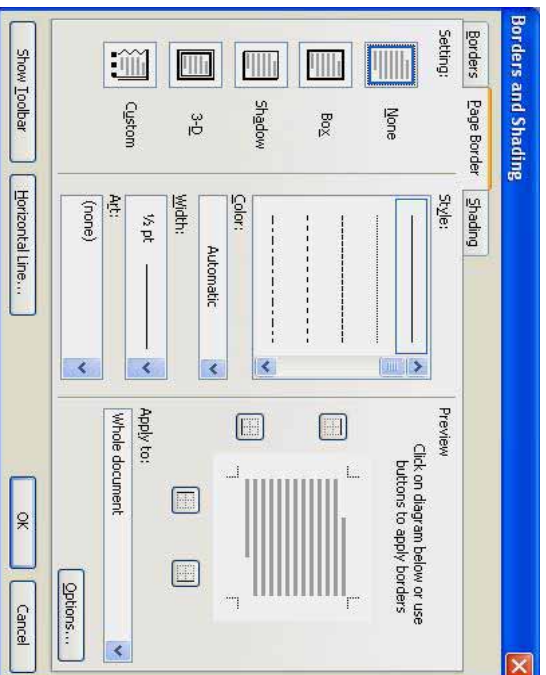 Borders and Shading
Borders
Page Border
Shading
Setting:
None
Box
Shadow
3-D
Custom
Style:
Color:
Automatic
Width:
½ pt
Art:
(none)
Preview
Click on diagram below or use
buttons to apply borders
Apply to:
Whole document
Options...
Show Toolbar
Horizontal Line...
OK
Cancel